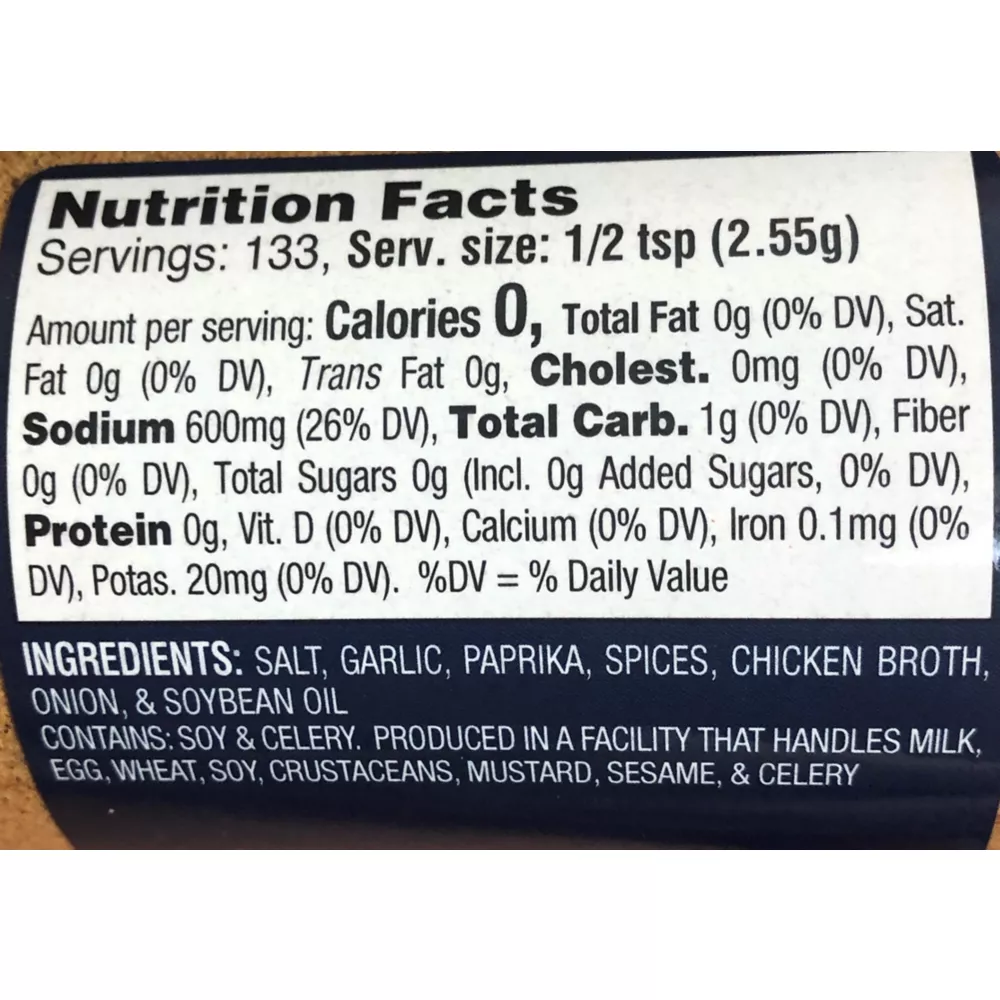 Nutrition Facts
Servings: 133, Serv. size: 1/2 tsp (2.55g)
Amount per serving: Calories 0, Total Fat 0g (0% DV), Sat.
Fat 0g (0% DV), Trans Fat 0g, Cholest. 0mg (0% DV),
Sodium 600mg (26% DV), Total Carb. 1g (0% DV), Fiber
0g (0% DV), Total Sugars 0g (Incl. 0g Added Sugars, 0% DV),
Protein 0g, Vit. D (0% DV), Calcium (0% DV), Iron 0.1mg (0%
DV), Potas. 20mg (0% DV). %DV = % Daily Value
INGREDIENTS: SALT, GARLIC, PAPRIKA, SPICES, CHICKEN BROTH,
ONION, & SOYBEAN OIL
CONTAINS: SOY & CELERY. PRODUCED IN A FACILITY THAT HANDLES MILK,
EGG, WHEAT, SOY, CRUSTACEANS, MUSTARD, SESAME, & CELERY